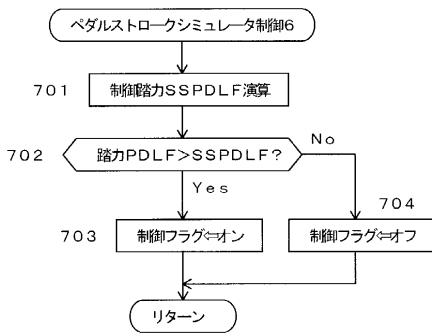 ペダルストロークシミュレータ制御6
701
制御踏力SSPDLF演算
702
踏力PDLF>SSPDLF?
No
Yes
704
703
制御フラグ⇐オン
制御フラグ⇐オフ
リターン